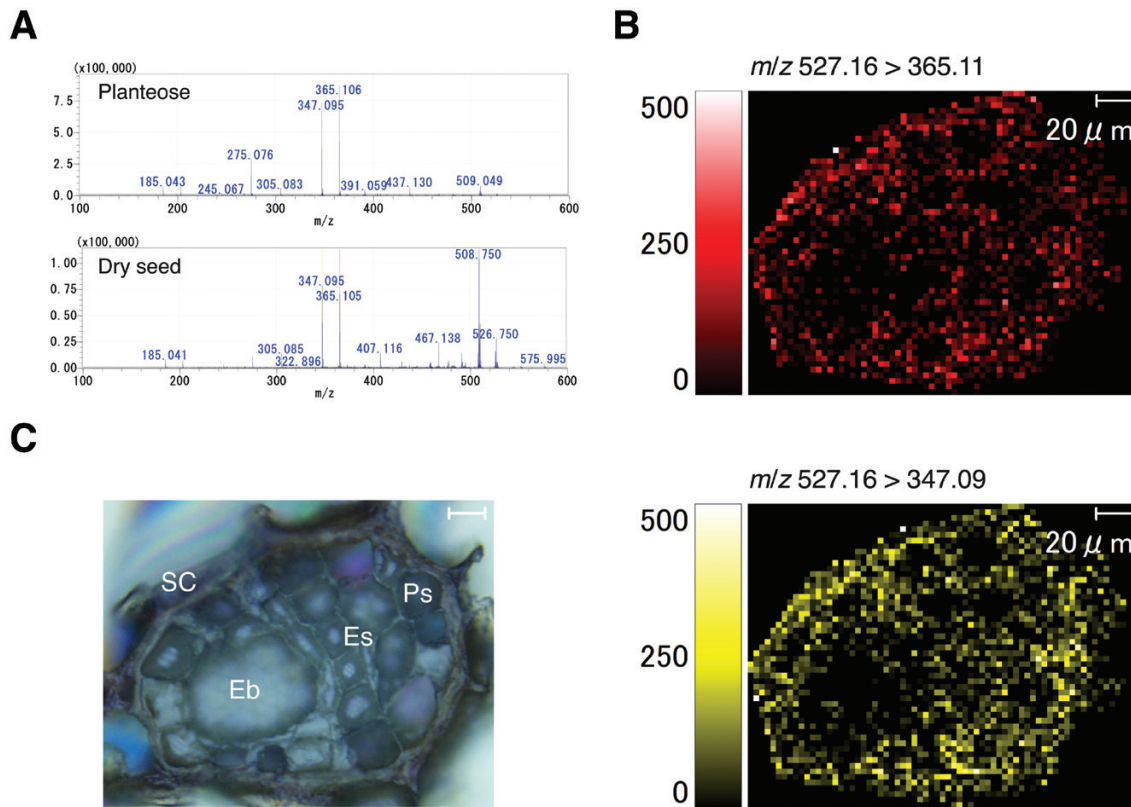 A
(x100,000)
Planteose
7.5
5.0
2.5
0.0
185.043
245.067
275.076
305.083
347.095
365.106
391.059
437.130
509.049
100 200 300 400 500 600
m/z
(x100,000)
Dry seed
1.00
0.75
0.50
0.25
0.00
185.041
305.085
322.896
347.095
365.105
407.116
467.138
508.750
526.750
575.995
100 200 300 400 500 600
m/z
B
m/z 527.16 > 365.11
500
250
0
20 μm
m/z 527.16 > 347.09
500
250
0
20 μm
C
SC
Ps
Es
Eb